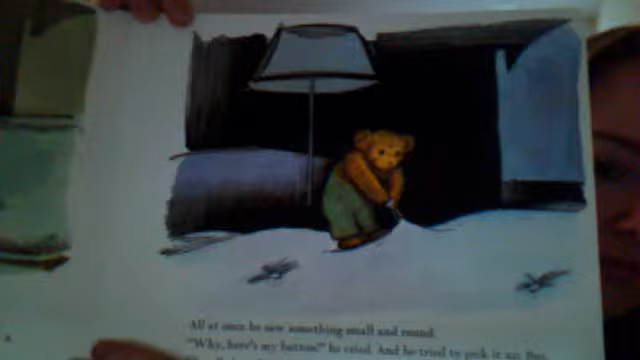 All at once he saw something small and round.
"Why, here's my button!" he cried. And he tried to pick it up. But,